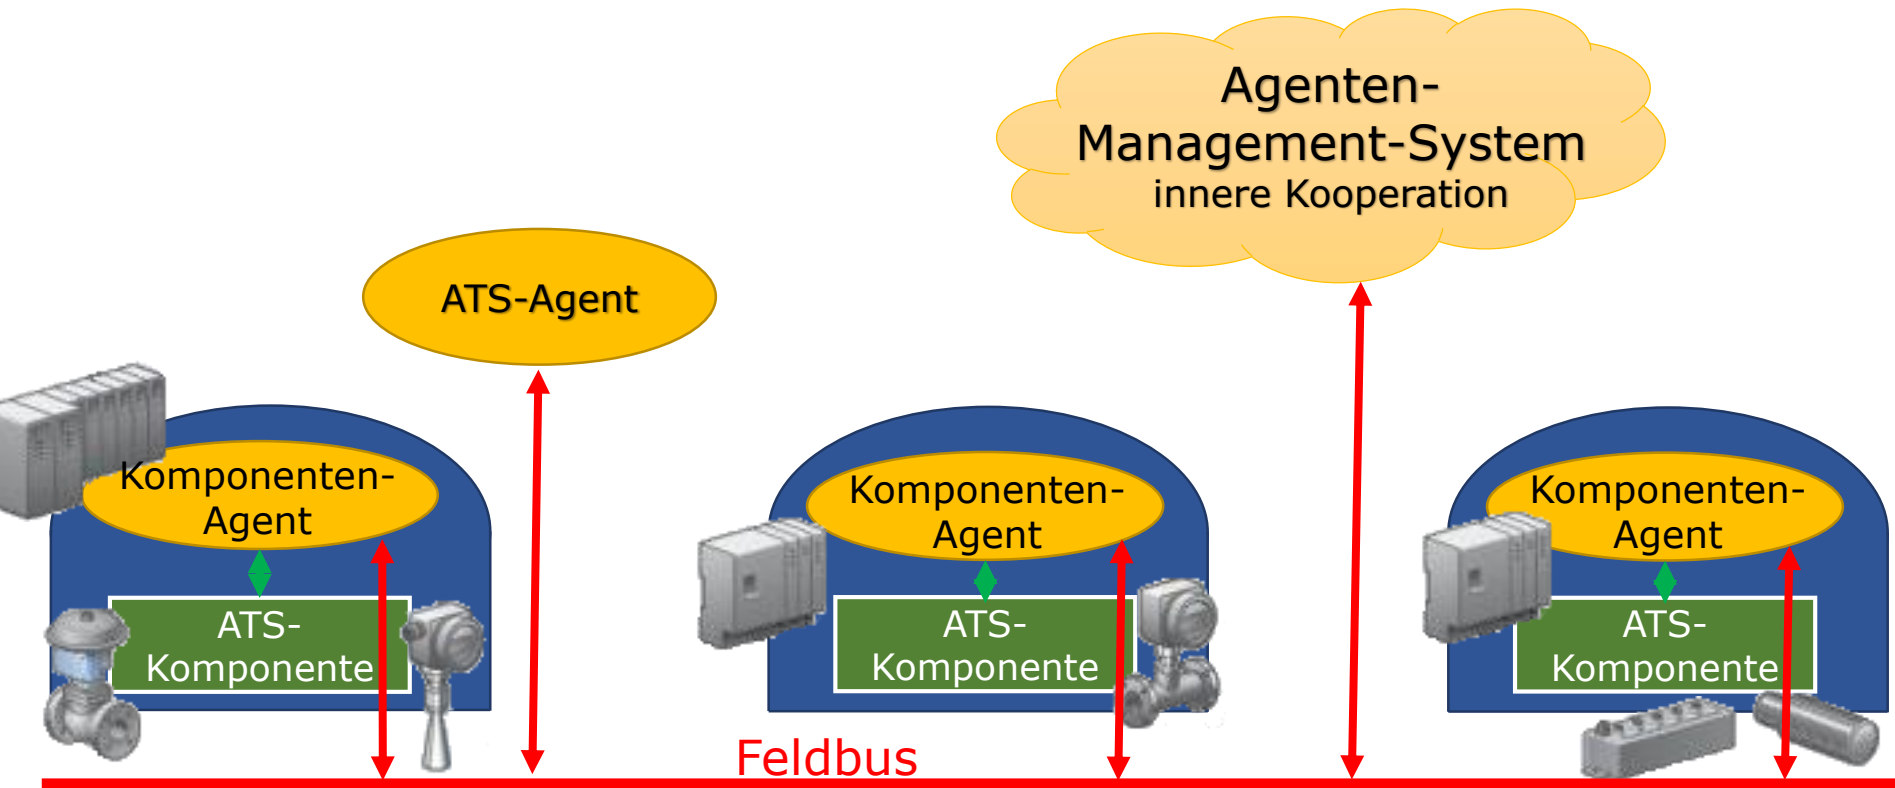 Agenten-
Management-System
innere Kooperation
ATS-Agent
Komponenten-
Agent
ATS-
Komponente
Komponenten-
Agent
ATS-
Komponente
Komponenten-
Agent
ATS-
Komponente
Feldbus